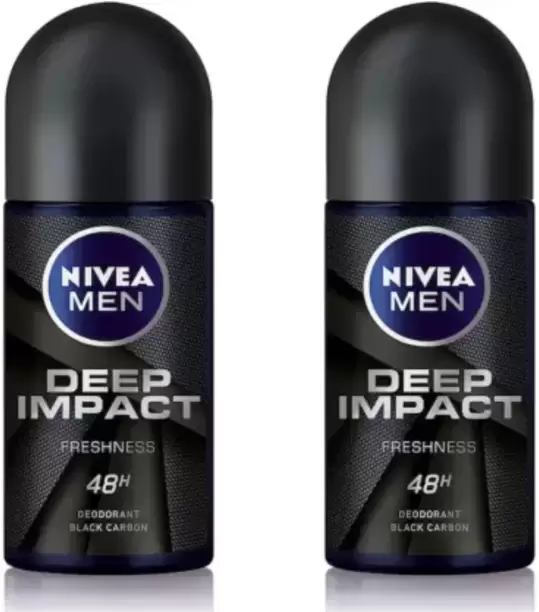 NIVEA
MEN
DEEP
IMPACT
FRESHNESS
48H
DEODORANT
BLACK CARBON
NIVEA
MEN
DEEP
IMPACT
FRESHNESS
48H
DEODORANT
BLACK CARBON